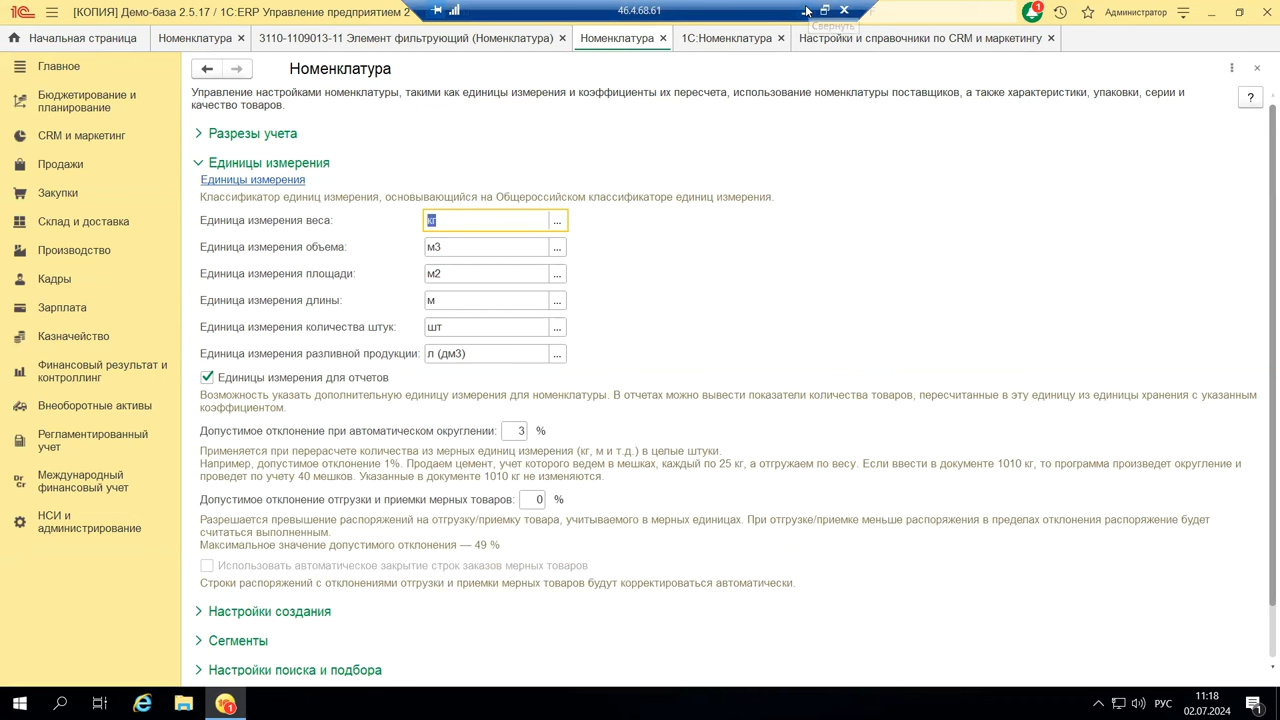 [КОПИЯ] Демо-база 2.5.17 / 1С:ERP Управление предприятием 2
46.4.68.61
Свернуть
1
Администратор
Начальная страница
Номенклатура
3110-1109013-11 Элемент фильтрующий (Номенклатура)
Номенклатура
1С:Номенклатура
Настройки и справочники по CRM и маркетингу
Главное
Бюджетирование и
планирование
CRM и маркетинг
Продажи
Закупки
Склад и доставка
Производство
Кадры
Зарплата
Казначейство
Финансовый результат и
контроллинг
Внеоборотные активы
Регламентированный
учет
Международный
финансовый учет
НСИ и
администрирование
Номенклатура
Управление настройками номенклатуры, такими как единицы измерения и коэффициенты их пересчета, использование номенклатуры поставщиков, а также характеристики, упаковки, серии и
качество товаров.
?
Разрезы учета
Единицы измерения
Единицы измерения
Классификатор единиц измерения, основывающийся на Общероссийском классификаторе единиц измерения.
Единица измерения веса: кг ...
Единица измерения объема: м3 ...
Единица измерения площади: м2 ...
Единица измерения длины: м ...
Единица измерения количества штук: шт ...
Единица измерения разливной продукции: л (дм3) ...
Единицы измерения для отчетов
Возможность указать дополнительную единицу измерения для номенклатуры. В отчетах можно вывести показатели количества товаров, пересчитанные в эту единицу из единицы хранения с указанным
коэффициентом.
Допустимое отклонение при автоматическом округлении: 3 %
Применяется при перерасчете количества из мерных единиц измерения (кг, м и т.д.) в целые штуки.
Например, допустимое отклонение 1%. Продаем цемент, учет которого ведем в мешках, каждый по 25 кг, а отгружаем по весу. Если ввести в документе 1010 кг, то программа произведет округление и
проведет по учету 40 мешков. Указанные в документе 1010 кг не изменяются.
Допустимое отклонение отгрузки и приемки мерных товаров: 0 %
Разрешается превышение распоряжений на отгрузку/приемку товара, учитываемого в мерных единицах. При отгрузке/приемке меньше распоряжения в пределах отклонения распоряжение будет
считаться выполненным.
Максимальное значение допустимого отклонения — 49 %
Использовать автоматическое закрытие строк заказов мерных товаров
Строки распоряжений с отклонениями отгрузки и приемки мерных товаров будут корректироваться автоматически.
Настройки создания
Сегменты
Настройки поиска и подбора
РУС
11:18
02.07.2024
1